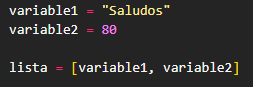 variable1 = "Saludos"
variable2 = 80
lista = [variable1, variable2]